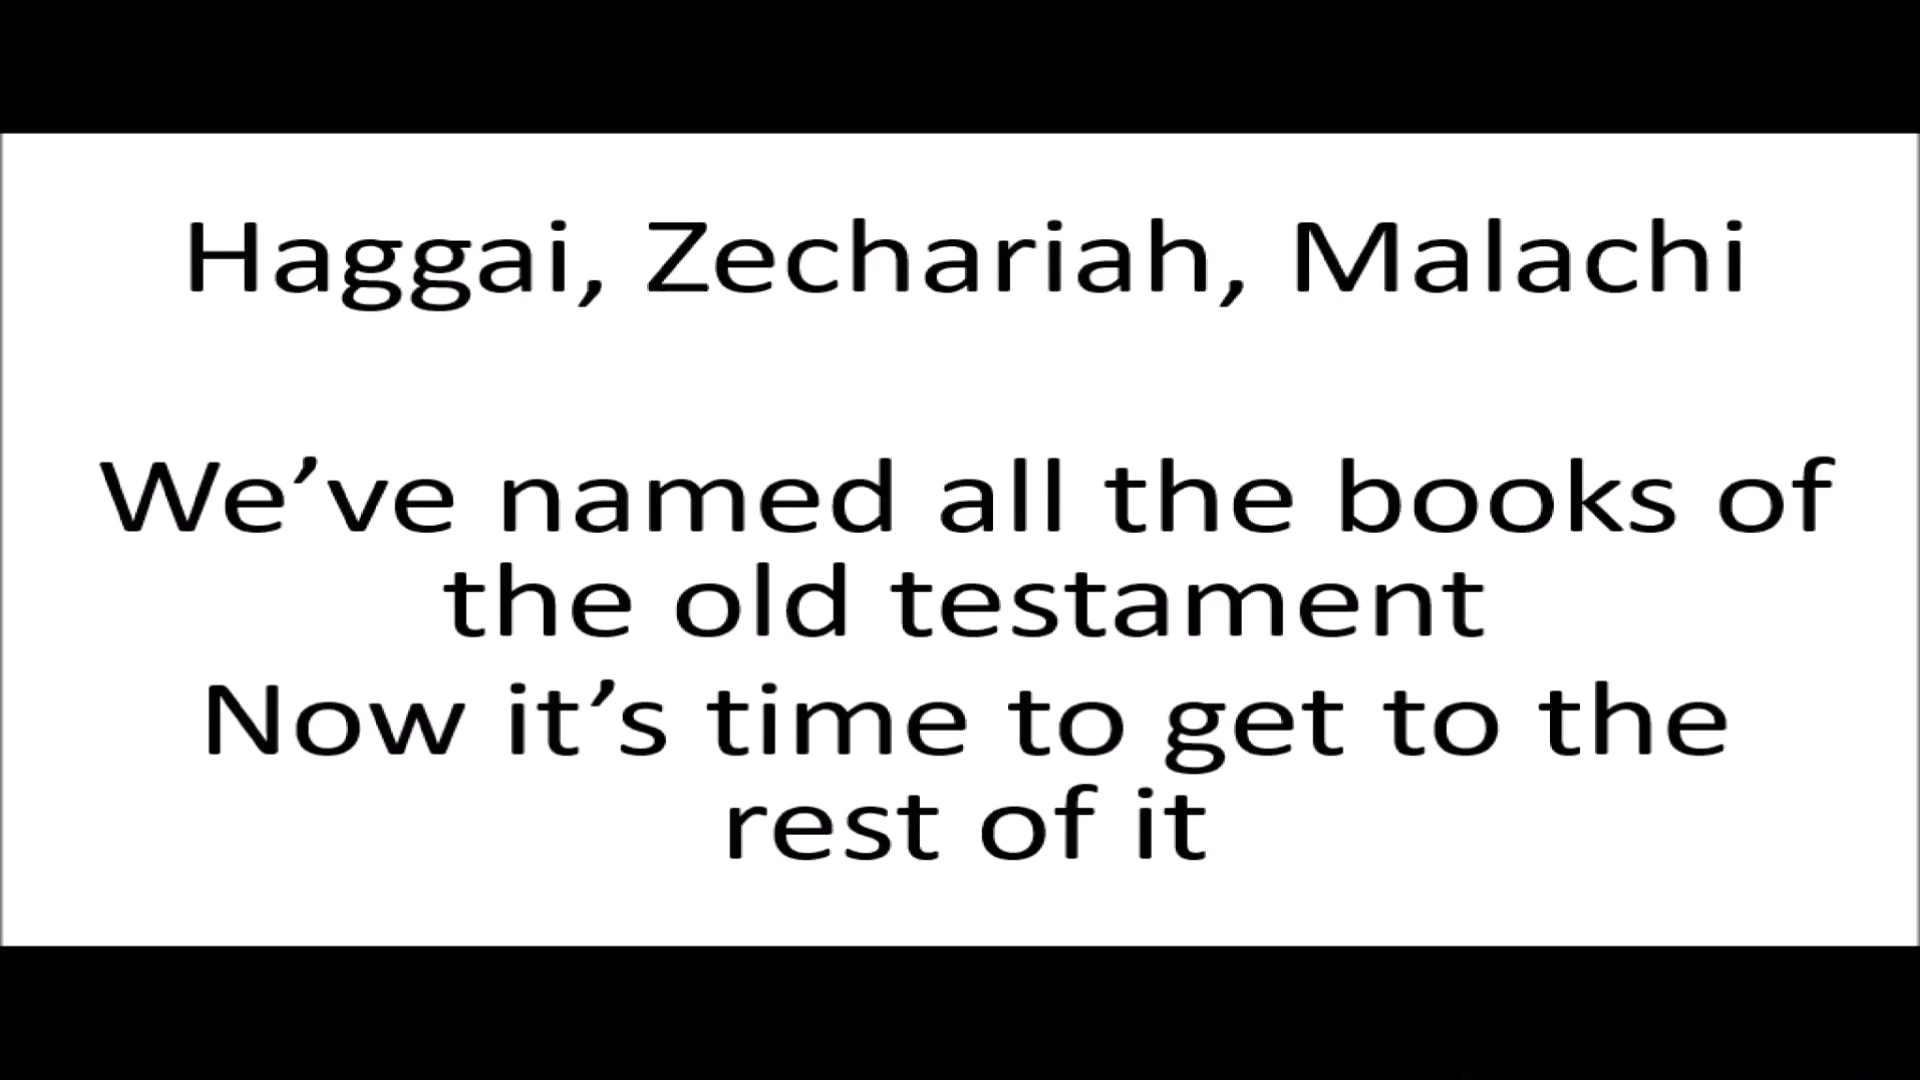 Haggai, Zechariah, Malachi
We’ve named all the books of
the old testament
Now it’s time to get to the
rest of it